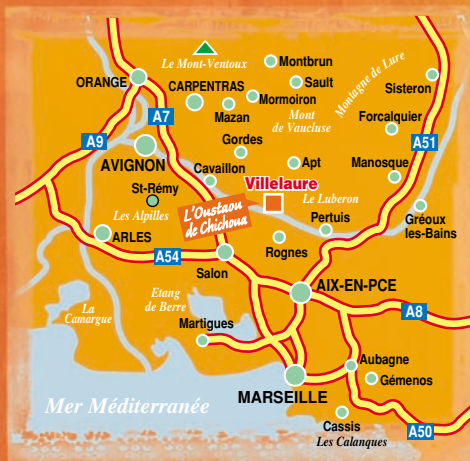 Le Mont-Ventoux
Montbrun
ORANGE
CARPENTRAS
Sault
Montagne de Lure
Sisteron
A7
Mormoiron
Mazan
Mont
de Vaucluse
Forcalquier
A9
A51
AVIGNON
Gordes
Cavaillon
Apt
Manosque
St-Rémy
Villelaure
Le Luberon
Les Alpilles
L'Oustaou
de Chichoua
Pertuis
Gréoux
les-Bains
ARLES
A54
Rognes
Salon
AIX-EN-PCE
La
Camargue
Etang
de Berre
A8
Martigues
Aubagne
Gémenos
MARSEILLE
Mer Méditerranée
Cassis
Les Calanques
A50